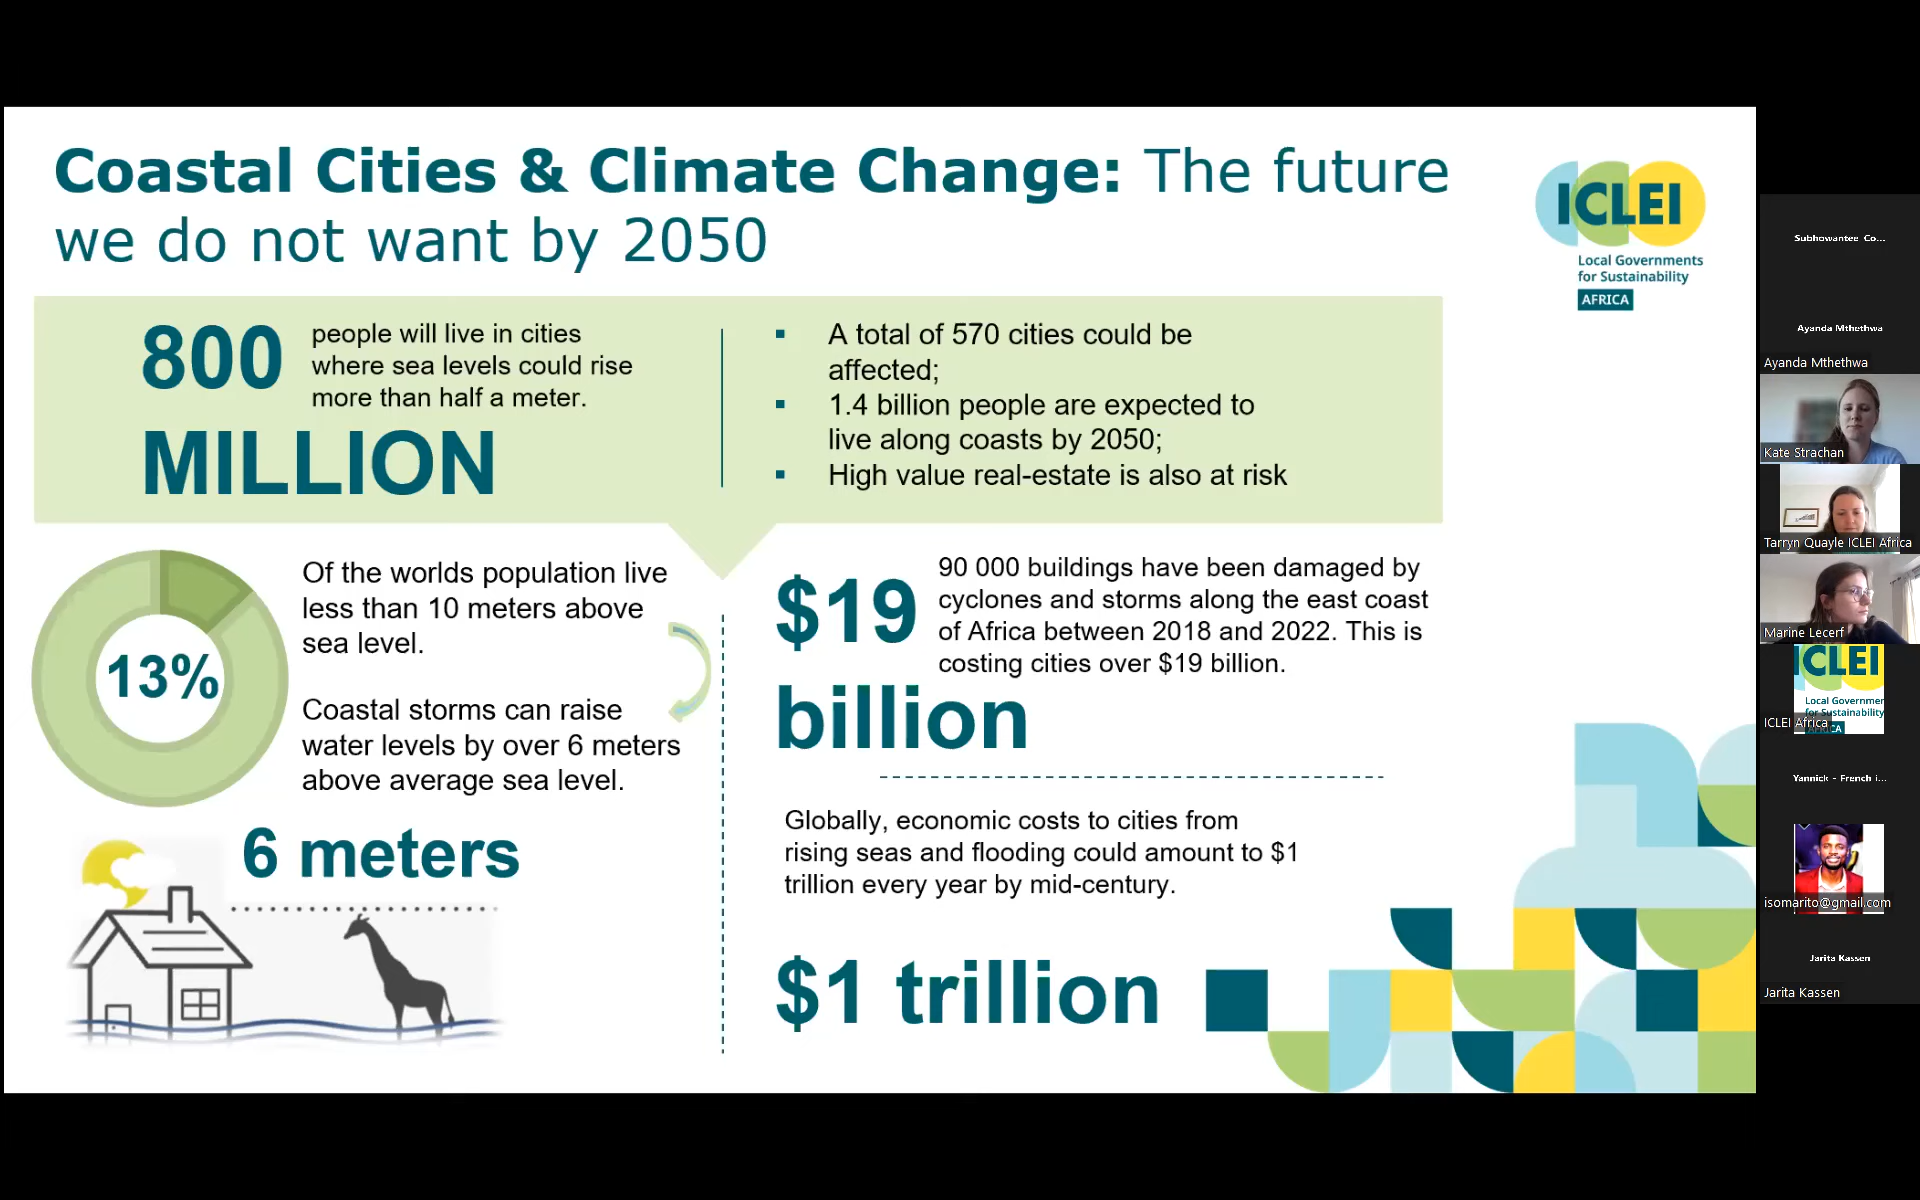 Coastal Cities & Climate Change: The future
we do not want by 2050
ICLEI
Local Governments
for Sustainability
AFRICA
800
MILLION
people will live in cities
where sea levels could rise
more than half a meter.
▪ A total of 570 cities could be
affected;
▪ 1.4 billion people are expected to
live along coasts by 2050;
▪ High value real-estate is also at risk
13%
Of the worlds population live
less than 10 meters above
sea level.
Coastal storms can raise
water levels by over 6 meters
above average sea level.
6 meters
$19
billion
90 000 buildings have been damaged by
cyclones and storms along the east coast
of Africa between 2018 and 2022. This is
costing cities over $19 billion.
Globally, economic costs to cities from
rising seas and flooding could amount to $1
trillion every year by mid-century.
$1 trillion
Subhowantee Co...
Ayanda Mthethwa
Ayanda Mthethwa
Kate Strachan
Tarryn Quayle ICLEI Africa
Marine Lecerf
ICLEI
Local Governmen
for Sustainability
AFRICA
ICLEI Africa
Yannick - French i...
isomarito@gmail.com
Jarita Kassen
Jarita Kassen